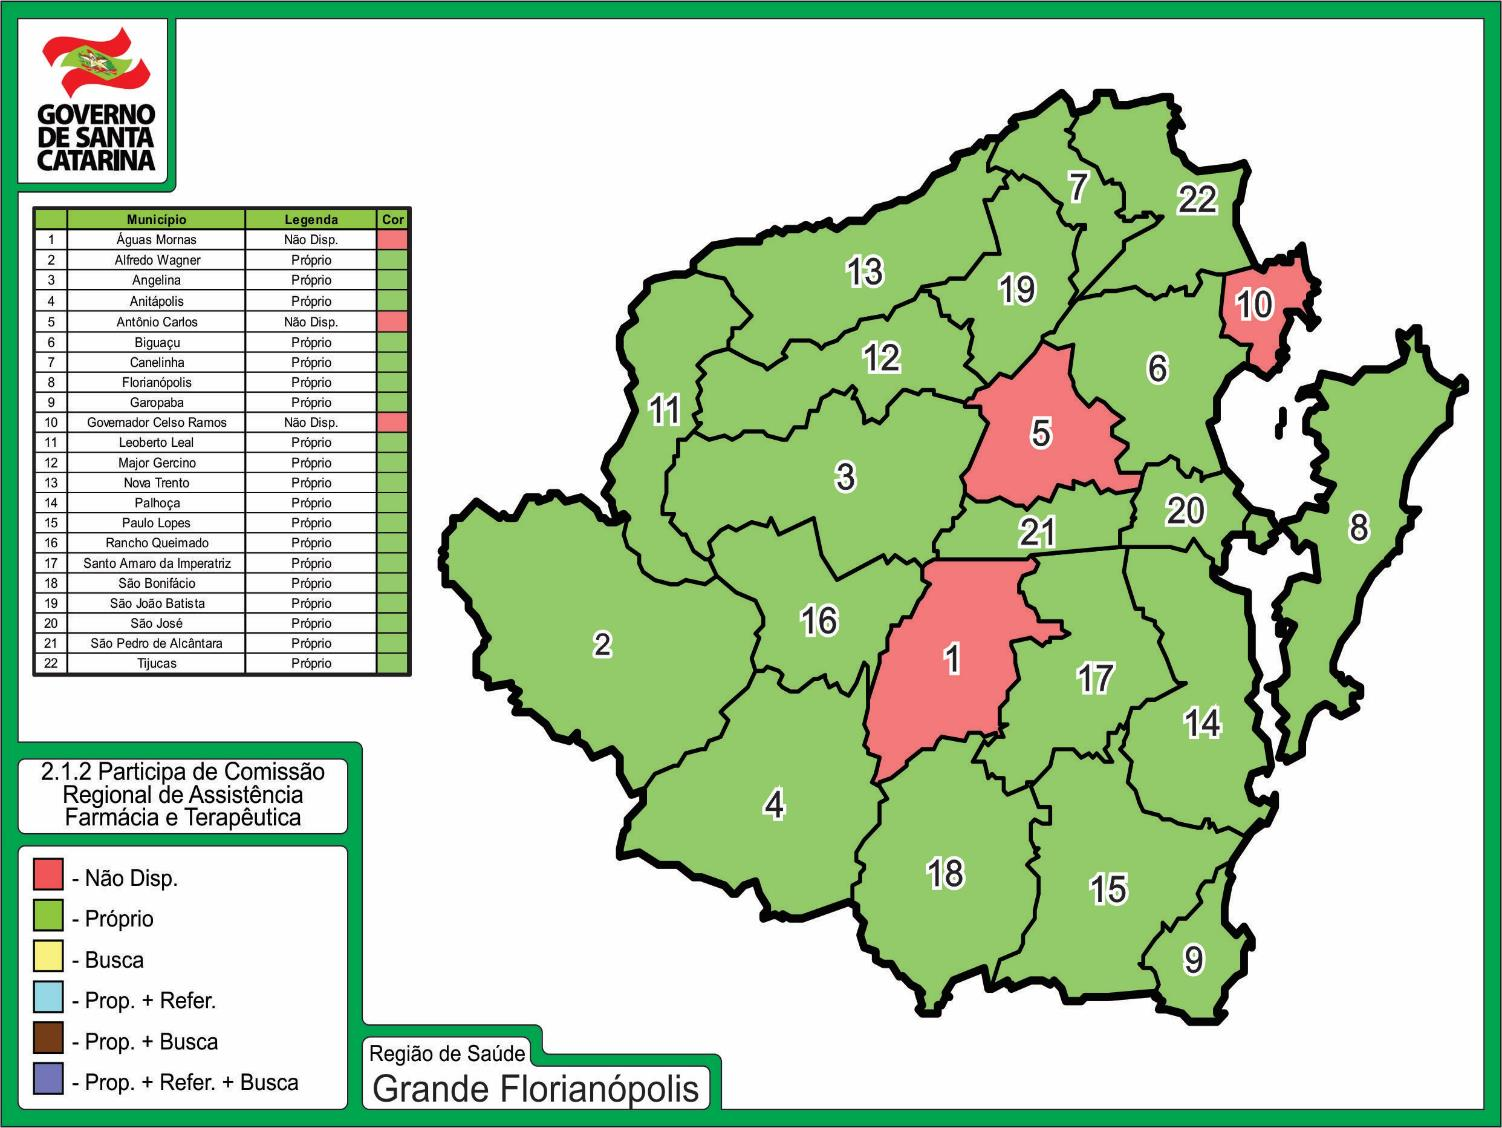 GOVERNO
DE SANTA
CATARINA
Município Legenda Cor
1 Águas Mornas Não Disp.
2 Alfredo Wagner Próprio
3 Angelina Próprio
4 Anitápolis Próprio
5 Antônio Carlos Não Disp.
6 Biguaçu Próprio
7 Canelinha Próprio
8 Florianópolis Próprio
9 Garopaba Próprio
10 Governador Celso Ramos Não Disp.
11 Leoberto Leal Próprio
12 Major Gercino Próprio
13 Nova Trento Próprio
14 Palhoça Próprio
15 Paulo Lopes Próprio
16 Rancho Queimado Próprio
17 Santo Amaro da Imperatriz Próprio
18 São Bonifácio Próprio
19 São João Batista Próprio
20 São José Próprio
21 São Pedro de Alcântara Próprio
22 Tijucas Próprio
7
22
13
19
10
12
6
11
5
3
20
21
8
16
2
1
17
14
4
18
15
9
2.1.2 Participa de Comissão
Regional de Assistência
Farmácia e Terapêutica
- Não Disp.
- Próprio
- Busca
- Prop. + Refer.
- Prop. + Busca
- Prop. + Refer. + Busca
Região de Saúde
Grande Florianópolis